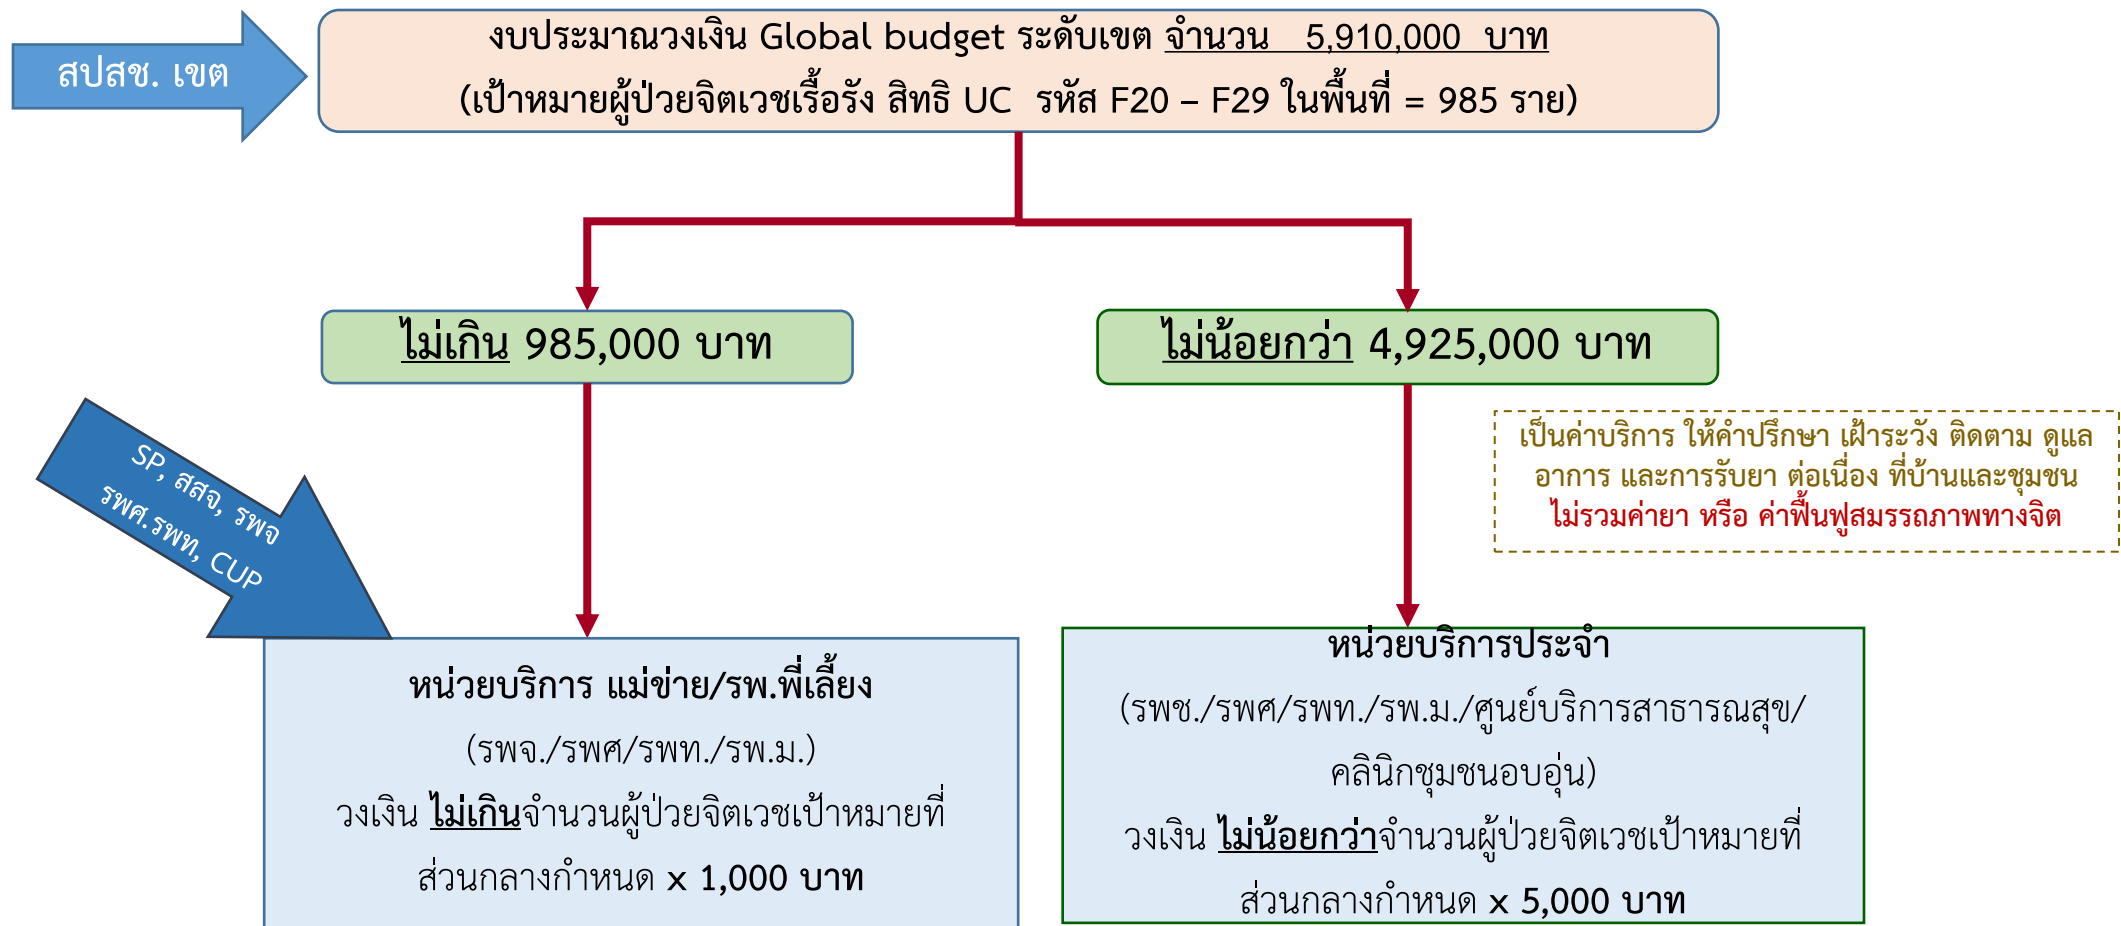 สปสช. เขต
งบประมาณวงเงิน Global budget ระดับเขต จำนวน 5,910,000 บาท
(เป้าหมายผู้ป่วยจิตเวชเรื้อรัง สิทธิ UC รหัส F20 – F29 ในพื้นที่ = 985 ราย)
ไม่เกิน 985,000 บาท
ไม่น้อยกว่า 4,925,000 บาท
เป็นค่าบริการ ให้คำปรึกษา เฝ้าระวัง ติดตาม ดูแล
อาการ และการรับยา ต่อเนื่อง ที่บ้านและชุมชน
ไม่รวมค่ายา หรือ ค่าฟื้นฟูสมรรถภาพทางจิต
SP, สสจ, รพจ
รพศ.รพท, CUP
หน่วยบริการ แม่ข่าย/รพ.พี่เลี้ยง
(รพจ./รพศ/รพท./รพ.ม.)
วงเงิน ไม่เกินจำนวนผู้ป่วยจิตเวชเป้าหมายที่
ส่วนกลางกำหนด x 1,000 บาท
หน่วยบริการประจำ
(รพช./รพศ/รพท./รพ.ม./ศูนย์บริการสาธารณสุข/
คลินิกชุมชนอบอุ่น)
วงเงิน ไม่น้อยกว่าจำนวนผู้ป่วยจิตเวชเป้าหมายที่
ส่วนกลางกำหนด x 5,000 บาท